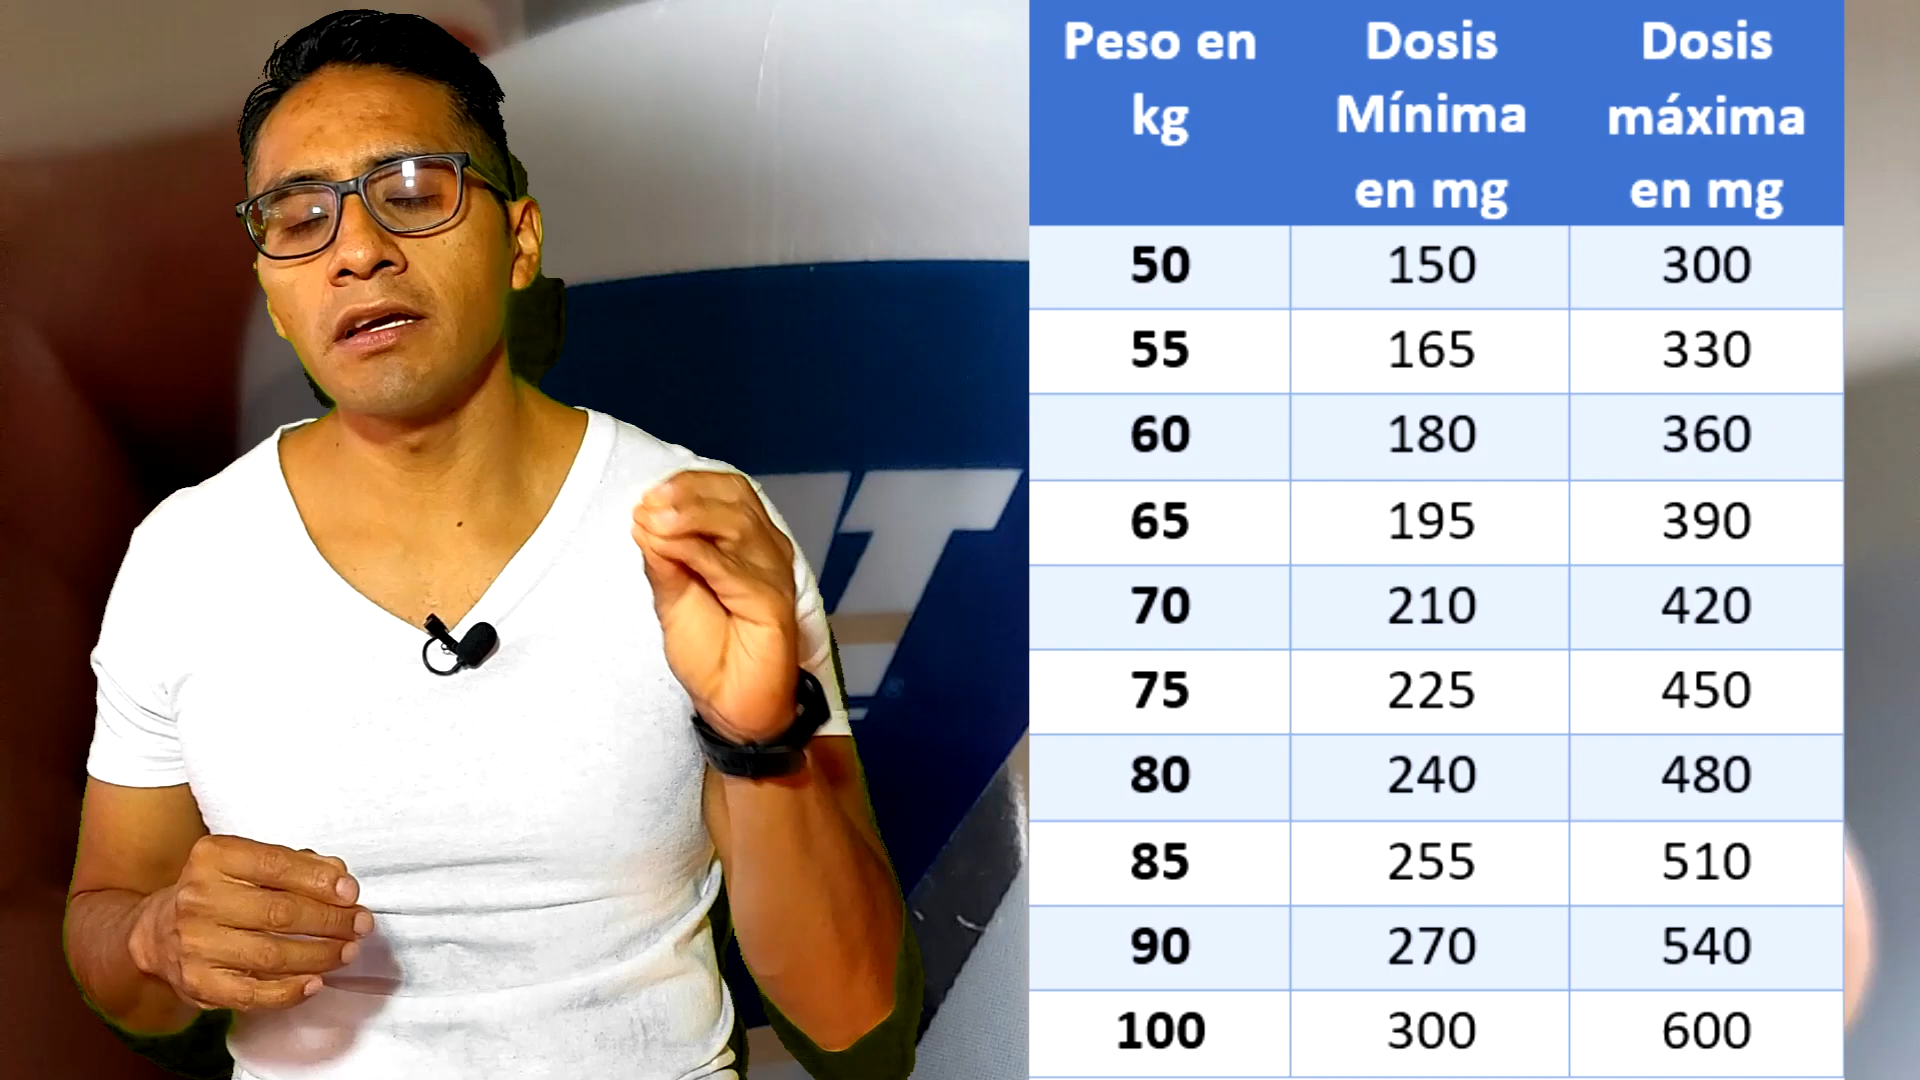 Peso en kg Dosis Mínima en mg Dosis máxima en mg
50 150 300
55 165 330
60 180 360
65 195 390
70 210 420
75 225 450
80 240 480
85 255 510
90 270 540
100 300 600